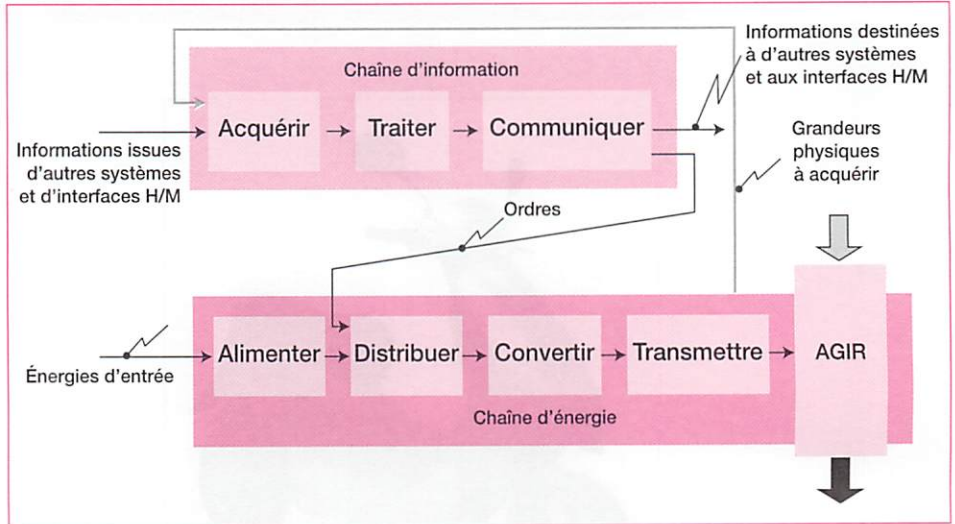 Informations destinées
à d'autres systèmes
et aux interfaces H/M
Chaîne d'information
Acquérir
Traiter
Communiquer
Informations issues
d'autres systèmes
et d'interfaces H/M
Grandeurs
physiques
à acquérir
Ordres
Alimenter
Distribuer
Convertir
Transmettre
AGIR
Énergies d'entrée
Chaîne d'énergie